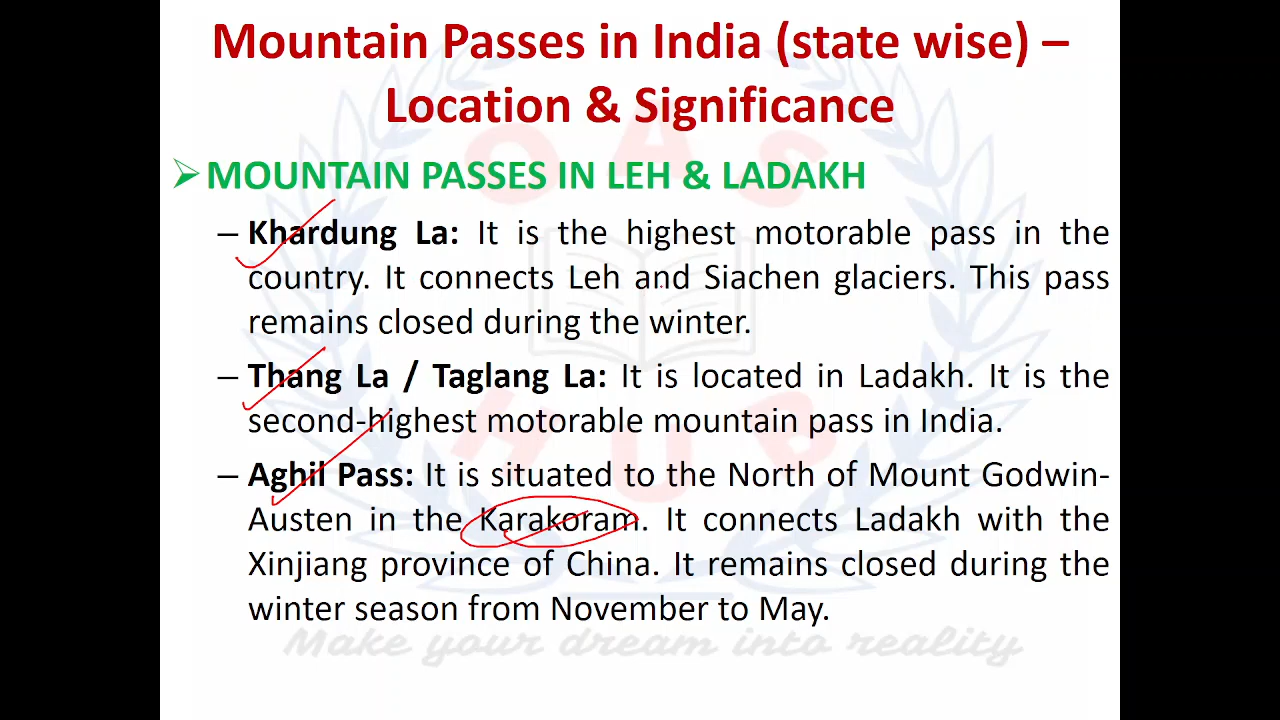 Mountain Passes in India (state wise) –
Location & Significance
MOUNTAIN PASSES IN LEH & LADAKH
– Khardung La: It is the highest motorable pass in the
country. It connects Leh and Siachen glaciers. This pass
remains closed during the winter.
– Thang La / Taglang La: It is located in Ladakh. It is the
second-highest motorable mountain pass in India.
– Aghil Pass: It is situated to the North of Mount Godwin-
Austen in the Karakoram. It connects Ladakh with the
Xinjiang province of China. It remains closed during the
winter season from November to May.
OAS
HUB
Make your dream into reality